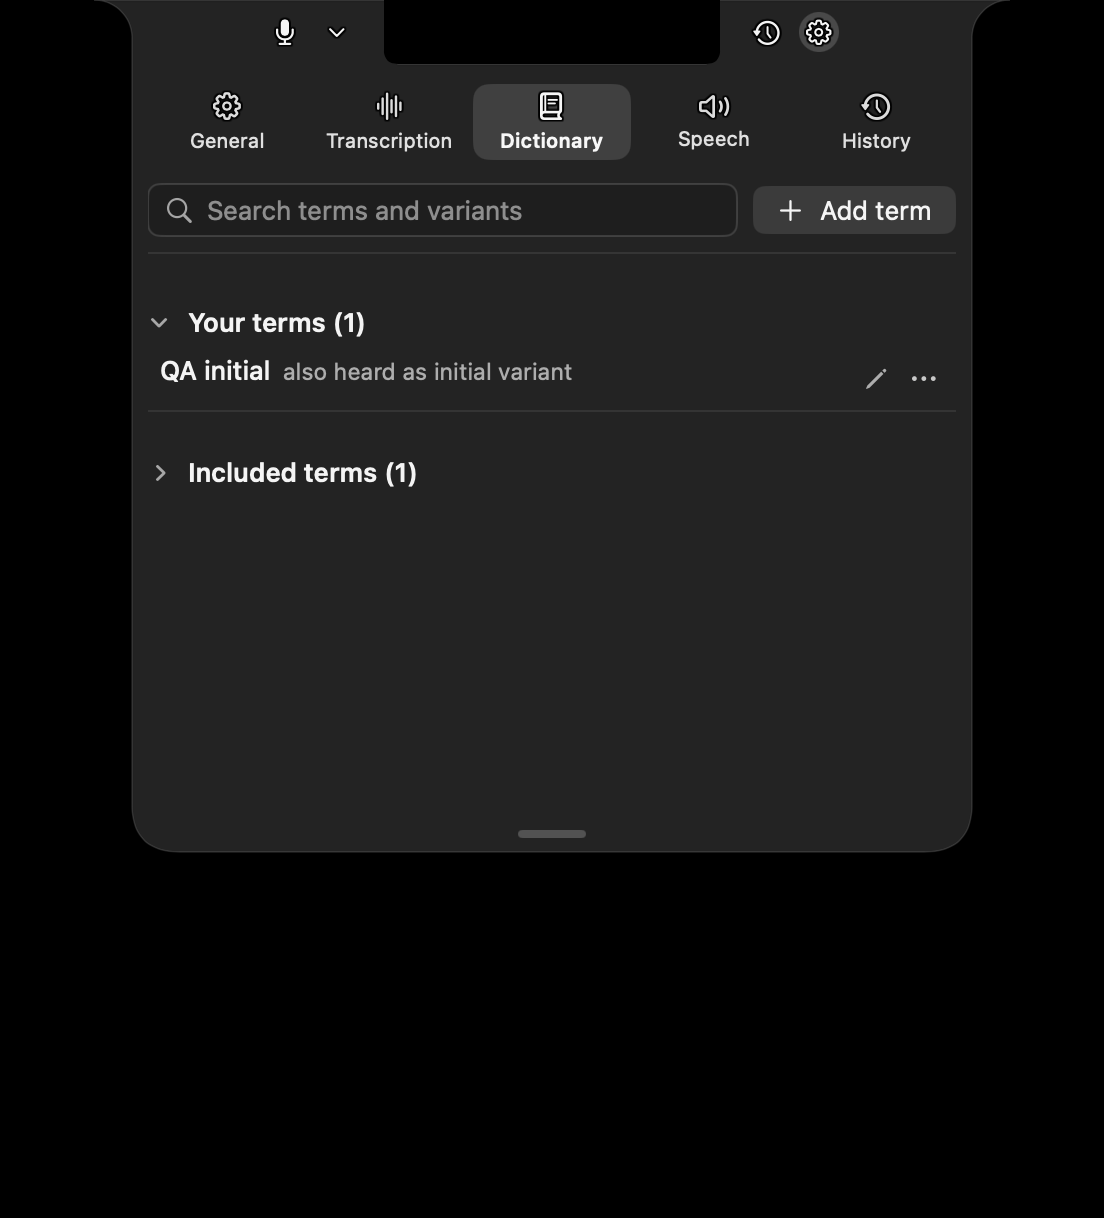 General
Transcription
Dictionary
Speech
History
Search terms and variants
Add term
Your terms (1)
QA initial also heard as initial variant
Included terms (1)